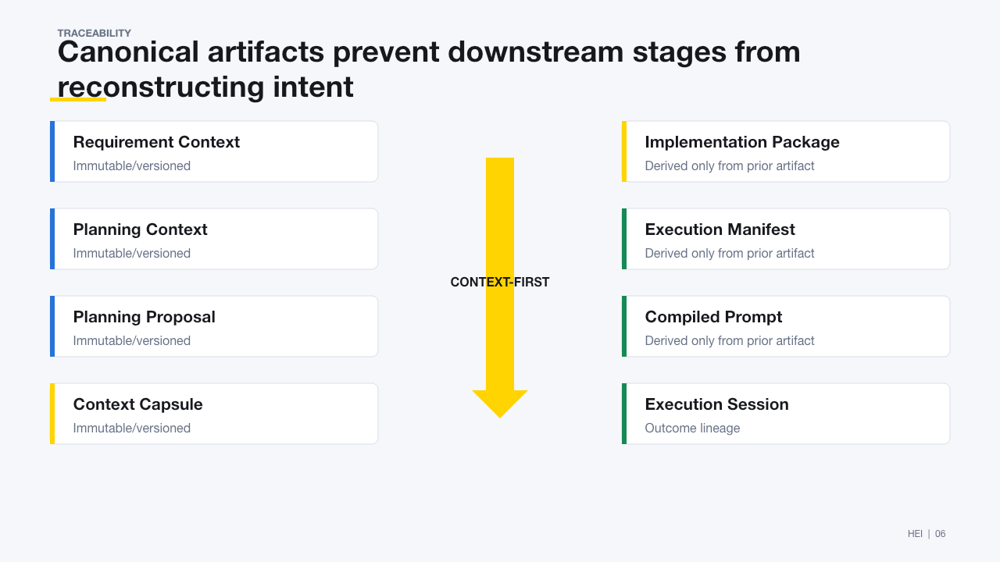 TRACEABILITY
Canonical artifacts prevent downstream stages from
reconstructing intent
Requirement Context
Immutable/versioned
Planning Context
Immutable/versioned
Planning Proposal
Immutable/versioned
Context Capsule
Immutable/versioned
CONTEXT-FIRST
Implementation Package
Derived only from prior artifact
Execution Manifest
Derived only from prior artifact
Compiled Prompt
Derived only from prior artifact
Execution Session
Outcome lineage
HEI | 06